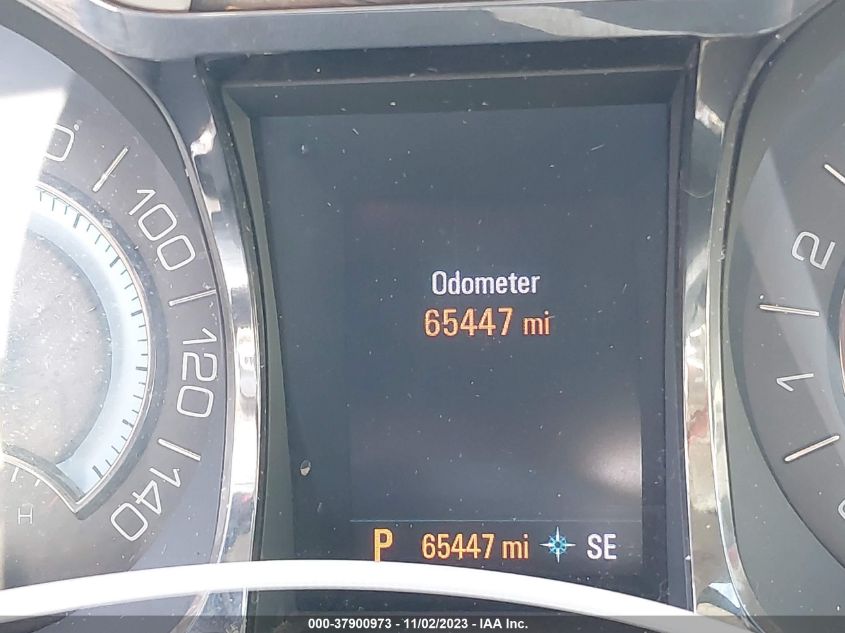 100
120
140
H
Odometer
65447 mi
P 65447 mi SE
2
1
000-37900973 - 11/02/2023 - IAA Inc.